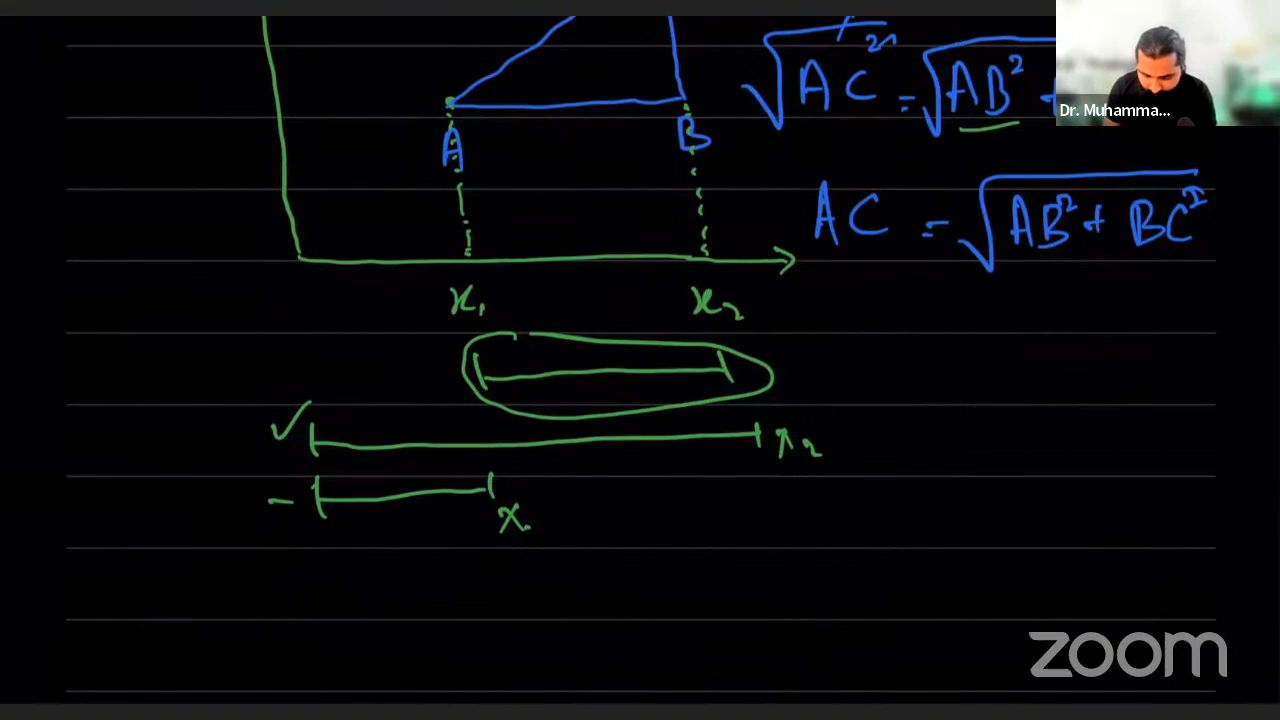 √AC² = √AB² +
Dr. Muhamma...
A B
AC = √AB² + BC²
x₁ x₂
✓ x₂
- x
zoom